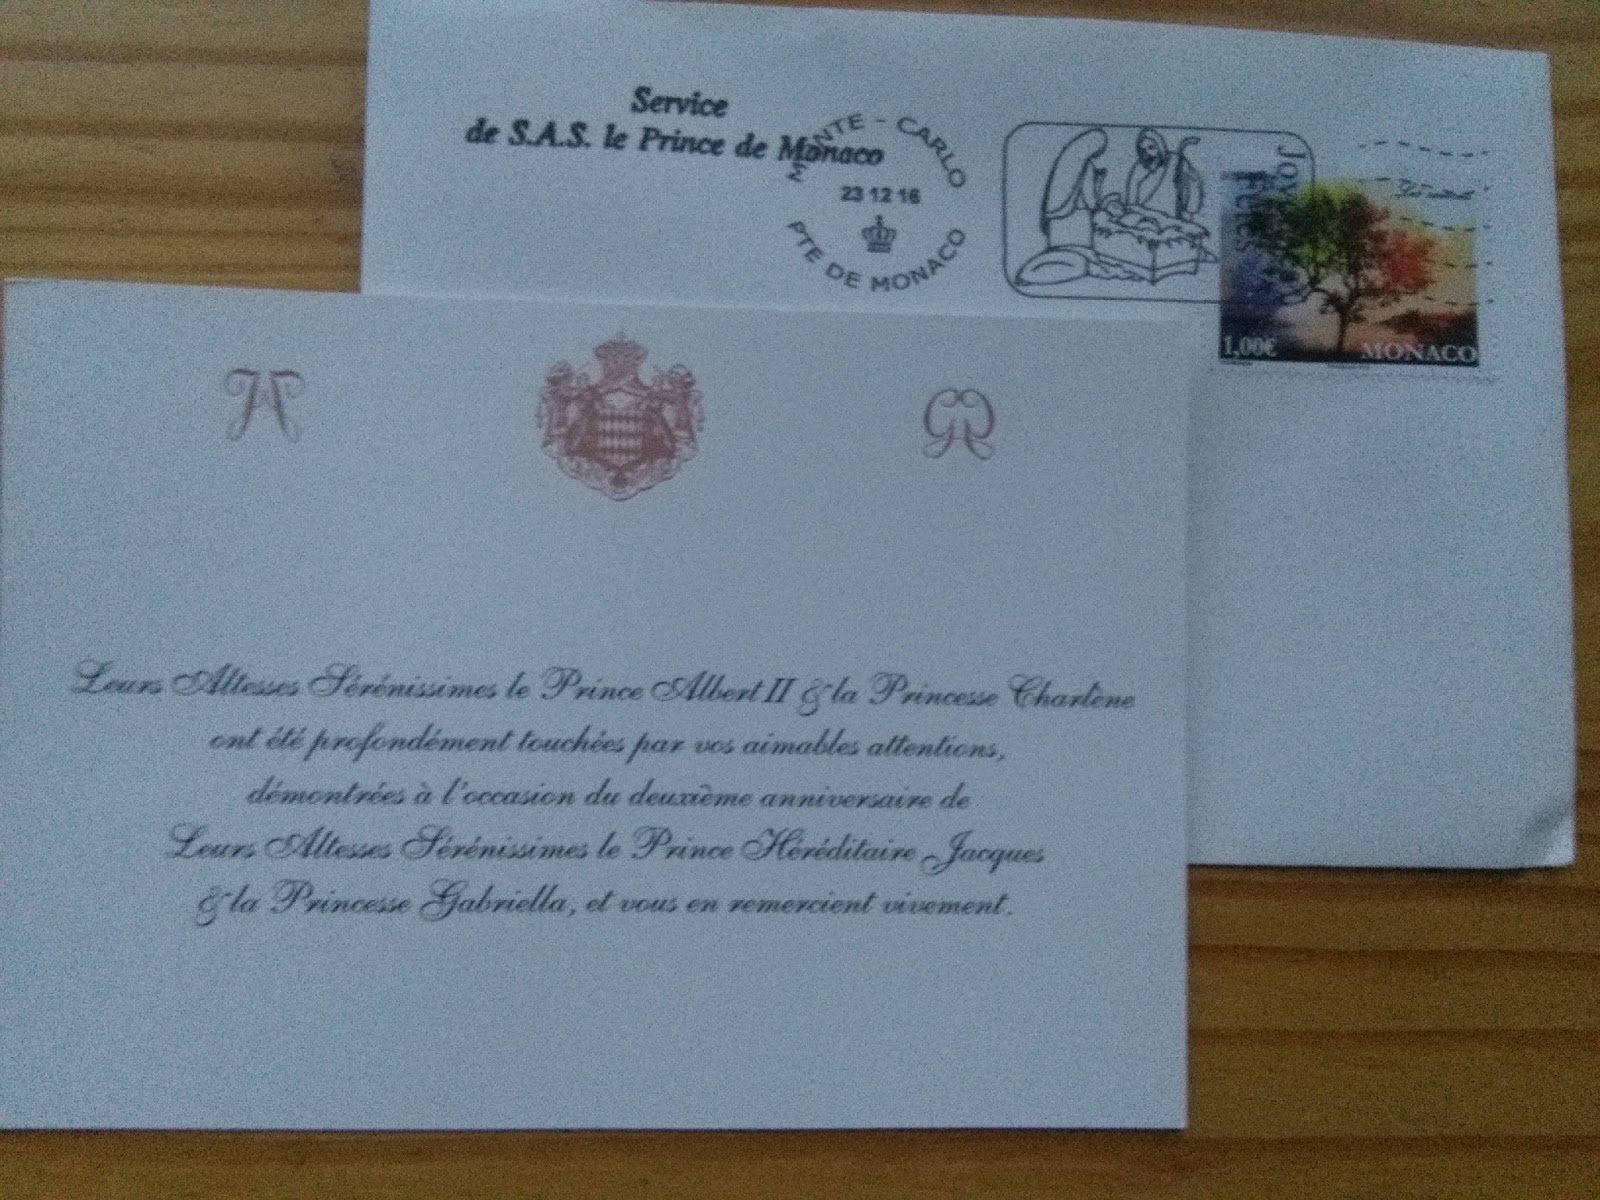 Service
de S.A.S. le Prince de Monaco
MONTE - CARLO
23 12 16
PTE DE MONACO
Joyeuses
Fêtes
1,00€
MONACO
Leurs Altesses Sérénissimes le Prince Albert II & la Princesse Charlène
ont été profondément touchées par vos aimables attentions,
démontrées à l'occasion du deuxième anniversaire de
Leurs Altesses Sérénissimes le Prince Héréditaire Jacques
& la Princesse Gabriella, et vous en remercient vivement.